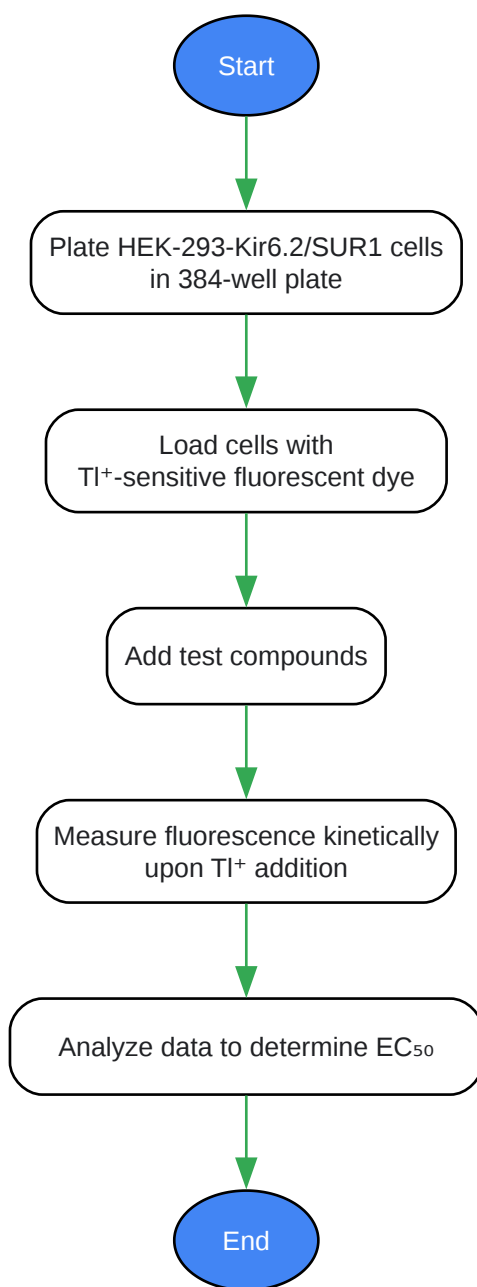 Start
Plate HEK-293-Kir6.2/SUR1 cells
in 384-well plate
Load cells with
Tl⁺-sensitive fluorescent dye
Add test compounds
Measure fluorescence kinetically
upon Tl⁺ addition
Analyze data to determine EC₅₀
End